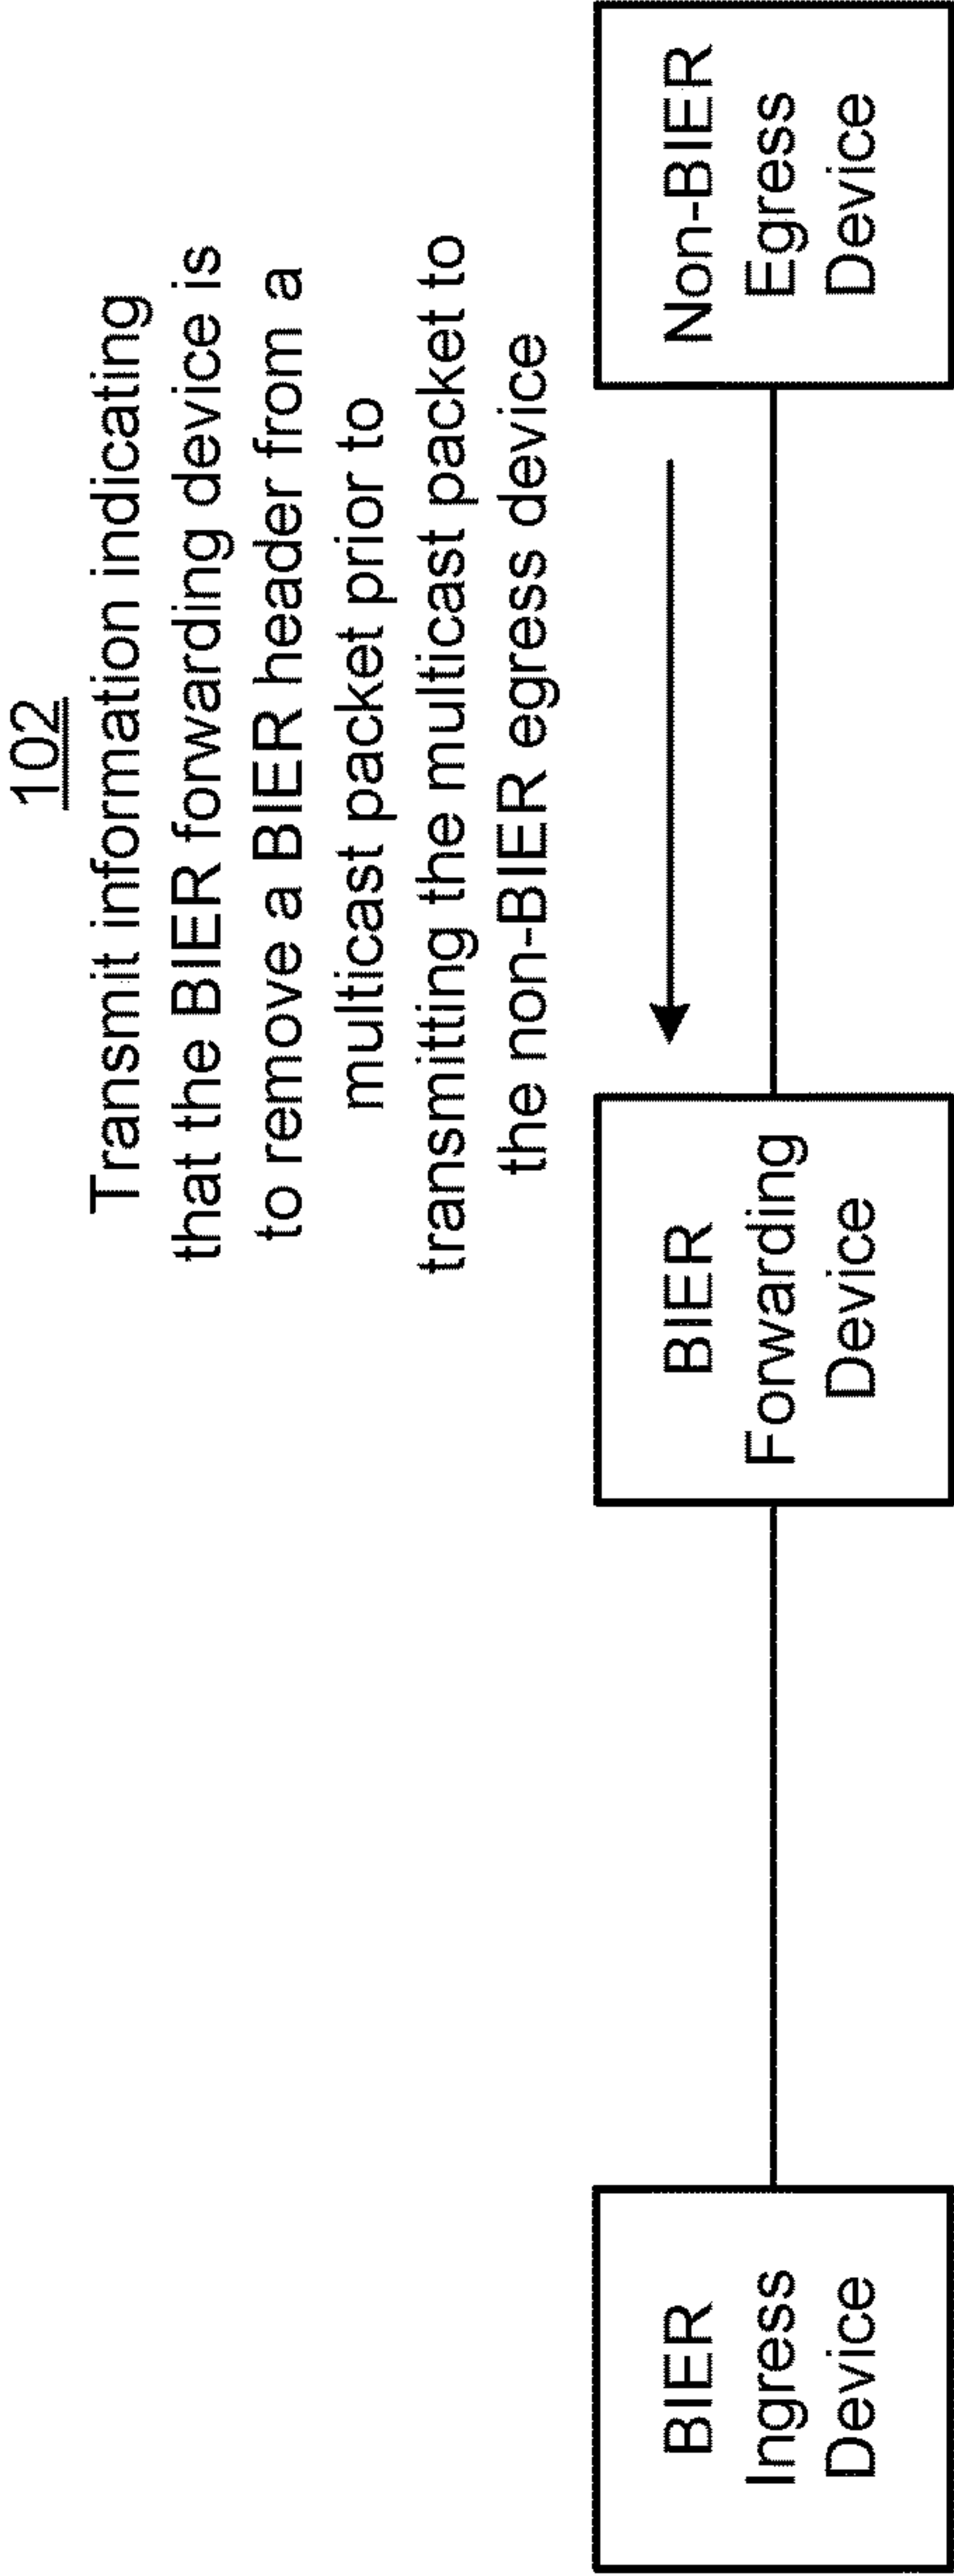 102
Transmit information indicating
that the BIER forwarding device is
to remove a BIER header from a
multicast packet prior to
transmitting the multicast packet to
the non-BIER egress device
BIER
Ingress
Device
BIER
Forwarding
Device
Non-BIER
Egress
Device